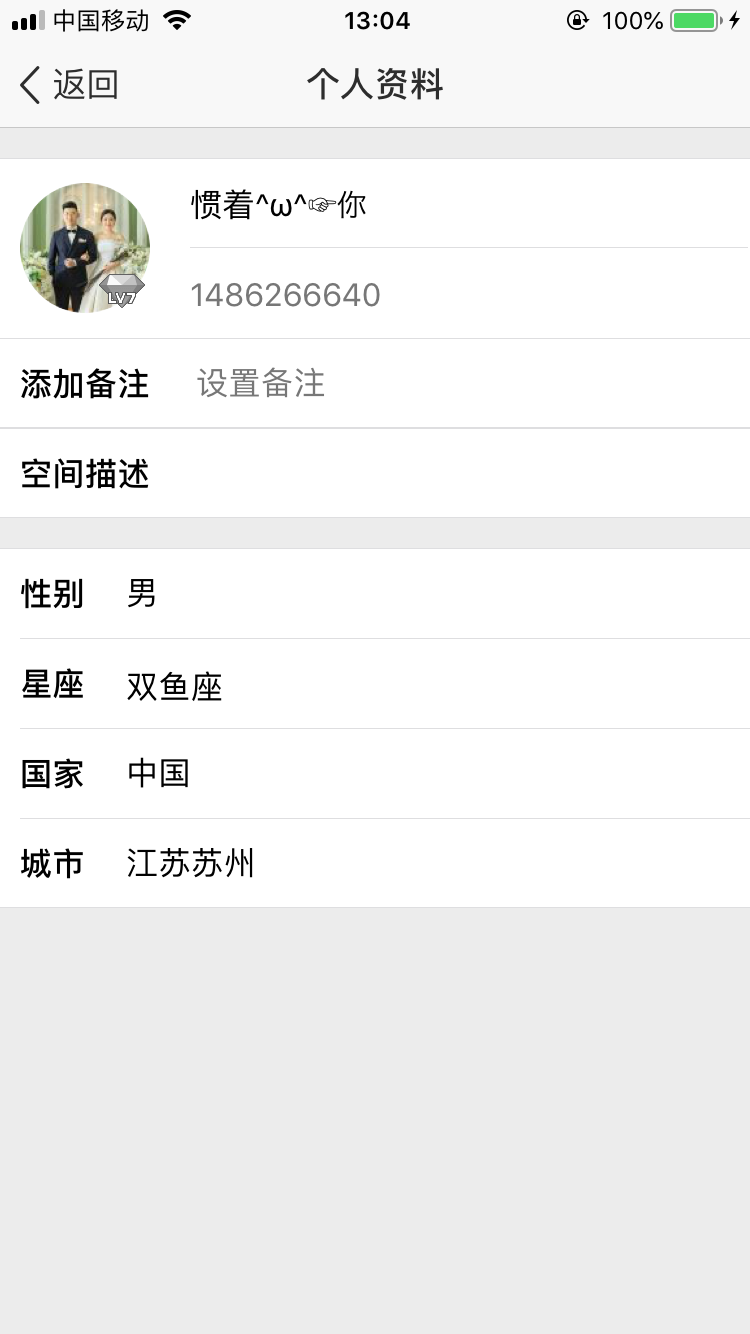 中国移动 13:04 100%
返回 个人资料
惯着^ω^☞你
LV7
1486266640
添加备注 设置备注
空间描述
性别 男
星座 双鱼座
国家 中国
城市 江苏苏州